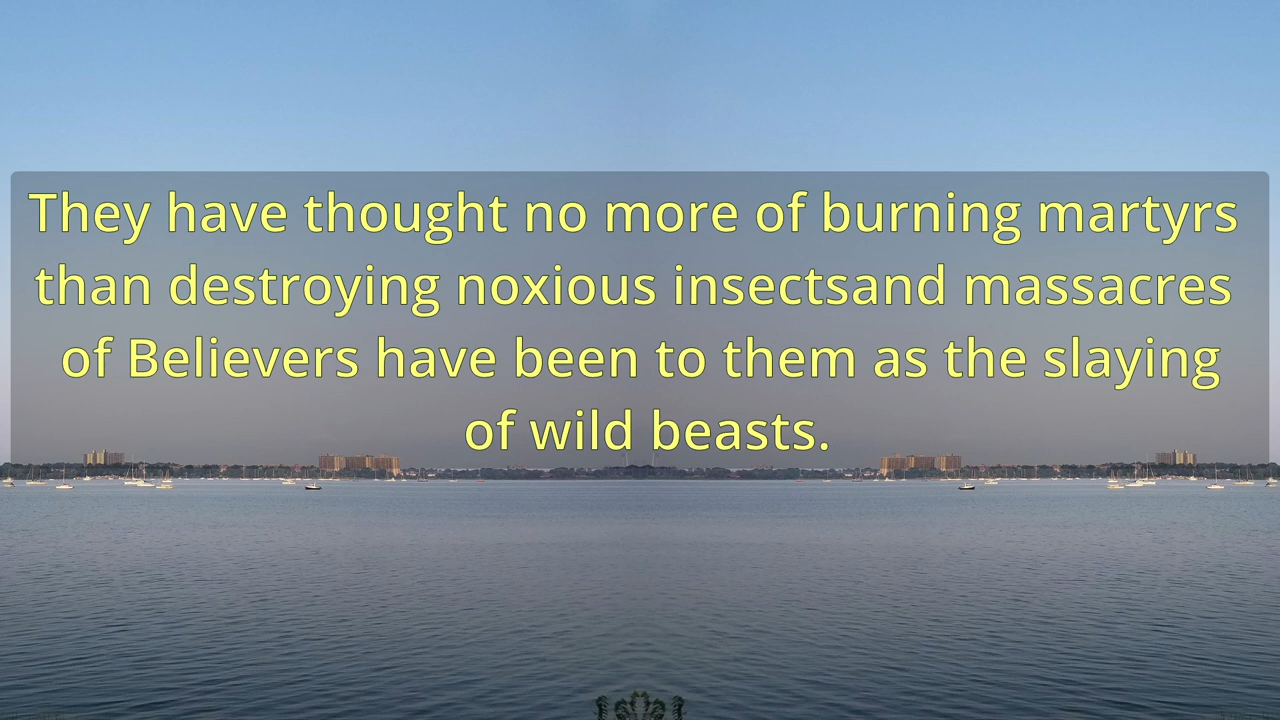 They have thought no more of burning martyrs
than destroying noxious insectsand massacres
of Believers have been to them as the slaying
of wild beasts.